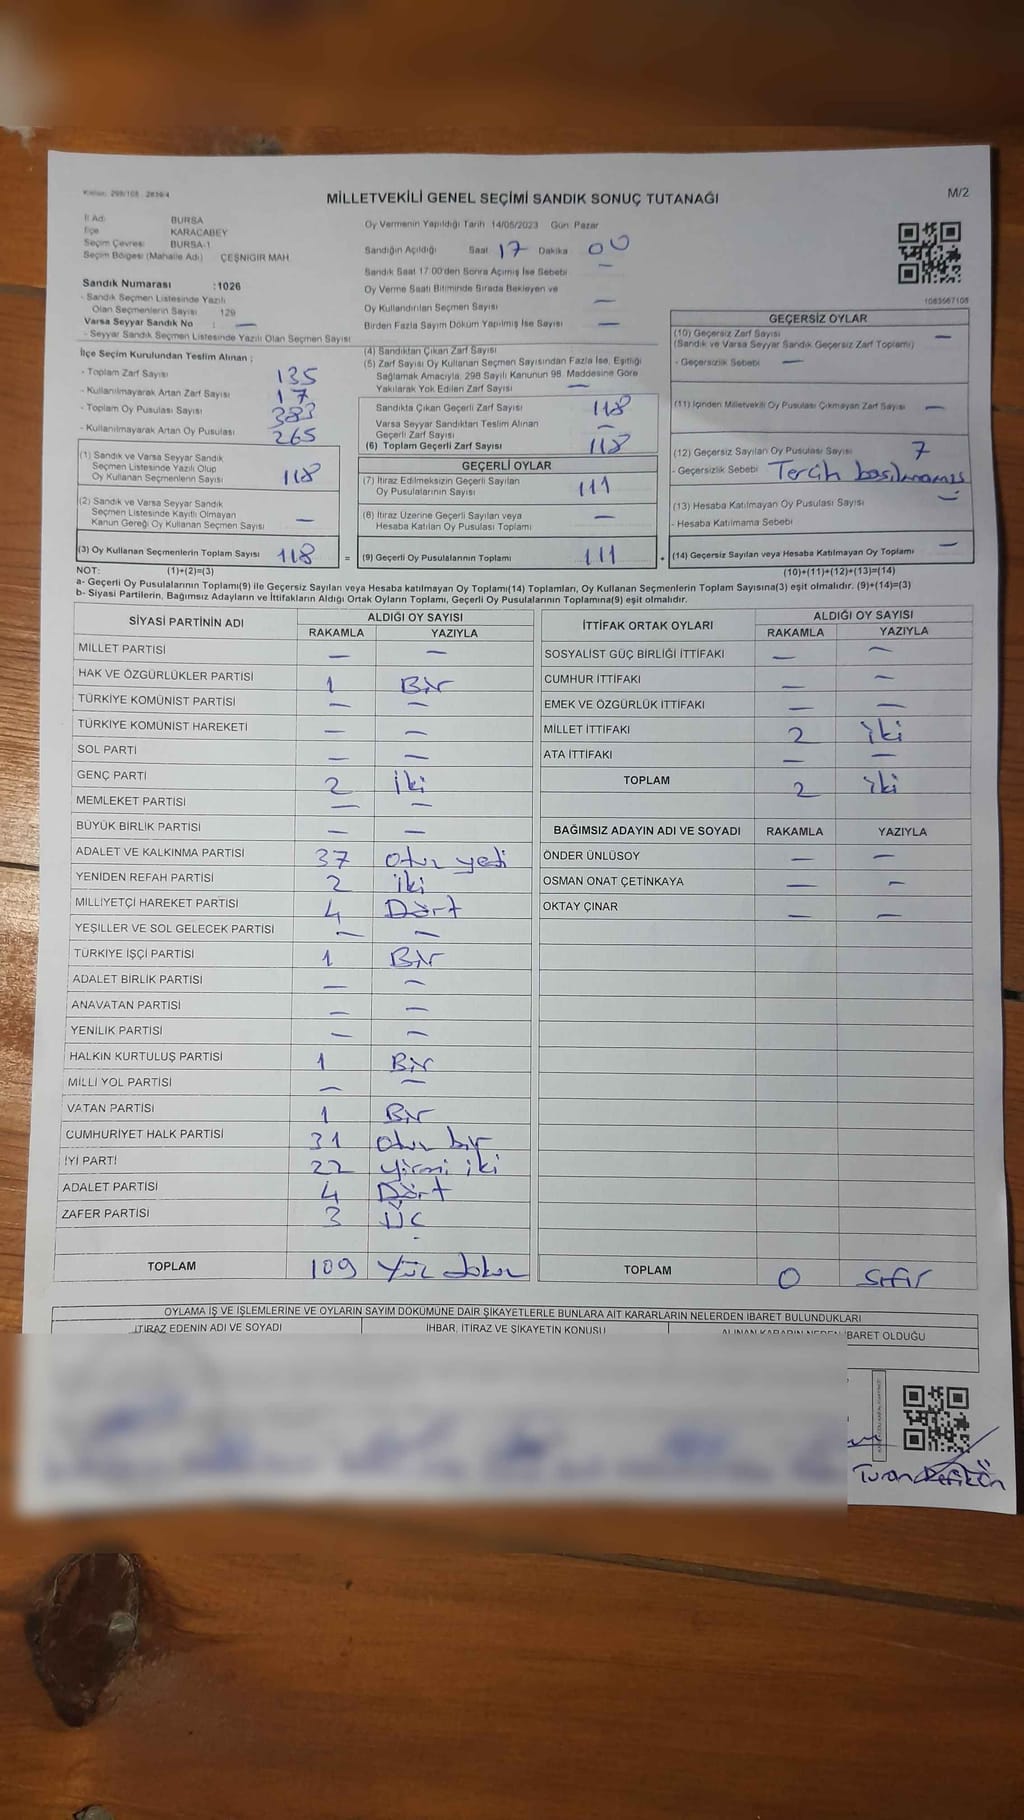 MİLLETVEKİLİ GENEL SEÇİMİ SANDIK SONUÇ TUTANAĞI
M/2
İl Adı: BURSA
İlçe KARACABEY
Seçim Çevresi BURSA-1
Seçim Bölgesi (Mahalle Adı) ÇEŞNİGİR MAH.
Sandık Numarası :1026
- Sandık Seçmen Listesinde Yazılı
Olan Seçmenlerin Sayısı 129
Varsa Seyyar Sandık No : —
- Seyyar Sandık Seçmen Listesinde Yazılı Olan Seçmen Sayısı
Oy Vermenin Yapıldığı Tarih 14/05/2023 Gün: Pazar
Sandığın Açıldığı Saat 17 Dakika 00
Sandık Saat 17:00'den Sonra Açılmış İse Sebebi —
Oy Verme Saati Bitiminde Sırada Bekleyen ve
Oy Kullandırılan Seçmen Sayısı —
Birden Fazla Sayım Döküm Yapılmış İse Sayısı —
1083567108
İlçe Seçim Kurulundan Teslim Alınan ;
- Toplam Zarf Sayısı 135
- Kullanılmayarak Artan Zarf Sayısı 17
- Toplam Oy Pusulası Sayısı 383
- Kullanılmayarak Artan Oy Pusulası 265
(1) Sandık ve Varsa Seyyar Sandık
Seçmen Listesinde Yazılı Olup
Oy Kullanan Seçmenlerin Sayısı 118
(2) Sandık ve Varsa Seyyar Sandık
Seçmen Listesinde Kayıtlı Olmayan
Kanun Gereği Oy Kullanan Seçmen Sayısı —
(3) Oy Kullanan Seçmenlerin Toplam Sayısı 118 =
(4) Sandıktan Çıkan Zarf Sayısı
(5) Zarf Sayısı Oy Kullanan Seçmen Sayısından Fazla İse, Eşitliği
Sağlamak Amacıyla, 298 Sayılı Kanunun 98. Maddesine Göre
Yakılarak Yok Edilen Zarf Sayısı —
Sandıkta Çıkan Geçerli Zarf Sayısı 118
Varsa Seyyar Sandıktan Teslim Alınan
Geçerli Zarf Sayısı —
(6) Toplam Geçerli Zarf Sayısı 118
GEÇERLİ OYLAR
(7) İtiraz Edilmeksizin Geçerli Sayılan
Oy Pusulalarının Sayısı 111
(8) İtiraz Üzerine Geçerli Sayılan veya
Hesaba Katılan Oy Pusulası Toplamı —
(9) Geçerli Oy Pusulalarının Toplamı 111 +
GEÇERSİZ OYLAR
(10) Geçersiz Zarf Sayısı
(Sandık ve Varsa Seyyar Sandık Geçersiz Zarf Toplamı) —
- Geçersizlik Sebebi —
(11) İçinden Milletvekili Oy Pusulası Çıkmayan Zarf Sayısı —
(12) Geçersiz Sayılan Oy Pusulası Sayısı 7
- Geçersizlik Sebebi Tercih basılmamış
(13) Hesaba Katılmayan Oy Pusulası Sayısı —
- Hesaba Katılmama Sebebi
(14) Geçersiz Sayılan veya Hesaba Katılmayan Oy Toplamı —
NOT: (1)+(2)=(3) (10)+(11)+(12)+(13)=(14)
a- Geçerli Oy Pusulalarının Toplamı(9) ile Geçersiz Sayılan veya Hesaba katılmayan Oy Toplamı(14) Toplamları, Oy Kullanan Seçmenlerin Toplam Sayısına(3) eşit olmalıdır. (9)+(14)=(3)
b- Siyasi Partilerin, Bağımsız Adayların ve İttifakların Aldığı Ortak Oyların Toplamı, Geçerli Oy Pusulalarının Toplamına(9) eşit olmalıdır.
SİYASİ PARTİNİN ADI ALDIĞI OY SAYISI
RAKAMLA YAZIYLA
MİLLET PARTİSİ — —
HAK VE ÖZGÜRLÜKLER PARTİSİ 1 Bir
TÜRKİYE KOMÜNİST PARTİSİ — —
TÜRKİYE KOMÜNİST HAREKETİ — —
SOL PARTİ — —
GENÇ PARTİ 2 İki
MEMLEKET PARTİSİ — —
BÜYÜK BİRLİK PARTİSİ — —
ADALET VE KALKINMA PARTİSİ 37 Otuz yedi
YENİDEN REFAH PARTİSİ 2 İki
MİLLİYETÇİ HAREKET PARTİSİ 4 Dört
YEŞİLLER VE SOL GELECEK PARTİSİ — —
TÜRKİYE İŞÇİ PARTİSİ 1 Bir
ADALET BİRLİK PARTİSİ — —
ANAVATAN PARTİSİ — —
YENİLİK PARTİSİ — —
HALKIN KURTULUŞ PARTİSİ 1 Bir
MİLLİ YOL PARTİSİ — —
VATAN PARTİSİ 1 Bir
CUMHURİYET HALK PARTİSİ 31 Otuz bir
İYİ PARTİ 22 Yirmi iki
ADALET PARTİSİ 4 Dört
ZAFER PARTİSİ 3 Üç
TOPLAM 109 Yüz dokuz
İTTİFAK ORTAK OYLARI ALDIĞI OY SAYISI
RAKAMLA YAZIYLA
SOSYALİST GÜÇ BİRLİĞİ İTTİFAKI — —
CUMHUR İTTİFAKI — —
EMEK VE ÖZGÜRLÜK İTTİFAKI — —
MİLLET İTTİFAKI 2 İki
ATA İTTİFAKI — —
TOPLAM 2 İki
BAĞIMSIZ ADAYIN ADI VE SOYADI RAKAMLA YAZIYLA
ÖNDER ÜNLÜSOY — —
OSMAN ONAT ÇETİNKAYA — —
OKTAY ÇINAR — —
TOPLAM 0 Sıfır
OYLAMA İŞ VE İŞLEMLERİNE VE OYLARIN SAYIM DÖKÜMÜNE DAİR ŞİKAYETLERLE BUNLARA AİT KARARLARIN NELERDEN İBARET BULUNDUKLARI
İTİRAZ EDENİN ADI VE SOYADI İHBAR, İTİRAZ VE ŞİKAYETİN KONUSU ALINAN KARARIN NEDEN İBARET OLDUĞU
Turan